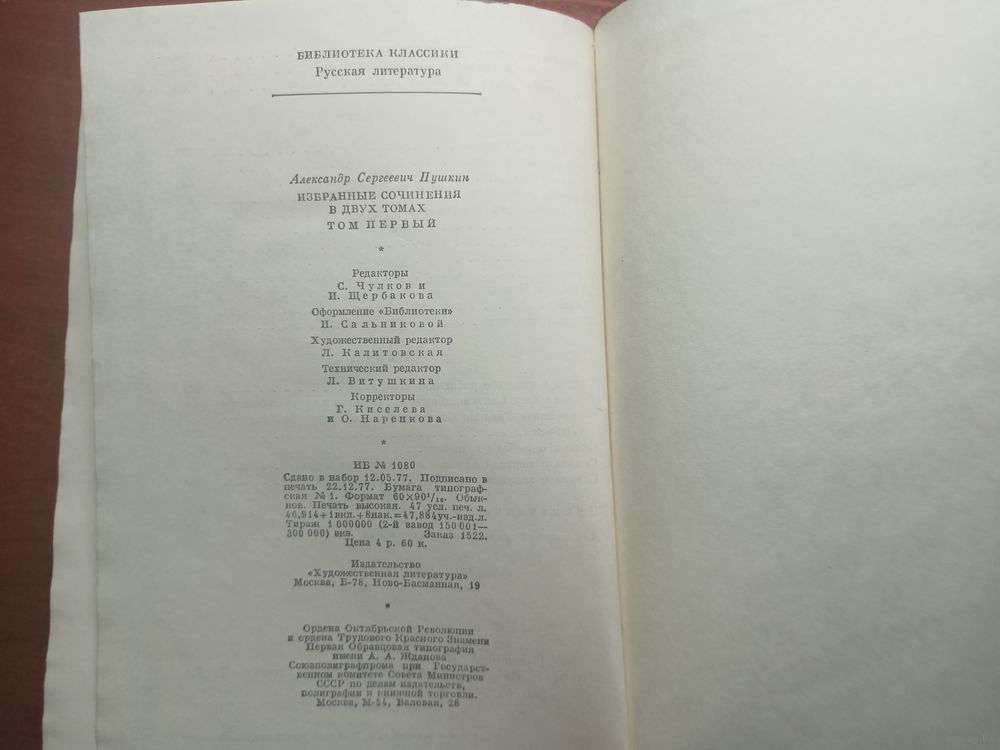 БИБЛИОТЕКА КЛАССИКИ
Русская литература
Александр Сергеевич Пушкин
ИЗБРАННЫЕ СОЧИНЕНИЯ
В ДВУХ ТОМАХ
ТОМ ПЕРВЫЙ
*
Редакторы
С. Чулков и
И. Щербакова
Оформление «Библиотеки»
И. Сальниковой
Художественный редактор
Л. Калитовская
Технический редактор
Л. Витушкина
Корректоры
Г. Киселева
и О. Наренкова
*
ИБ № 1080
Сдано в набор 12.05.77. Подписано в
печать 22.12.77. Бумага типограф-
ская № 1. Формат 60×90¹/₁₆. Обык-
нов. Печать высокая. 47 усл. печ. л.
46,914+1вкл.+8нак.=47,884уч.-изд.л.
Тираж 1 000000 (2-й завод 150 001—
300 000) вкз. Заказ 1522.
Цена 4 р. 60 к.
Издательство
«Художественная литература»
Москва, Б-78, Ново-Басманная, 19
*
Ордена Октябрьской Революции
и ордена Трудового Красного Знамени
Первая Образцовая типография
имени А. А. Жданова
Союзполиграфпрома при Государст-
венном комитете Совета Министров
СССР по делам издательств,
полиграфии и книжной торговли.
Москва, М-54, Валовая, 28